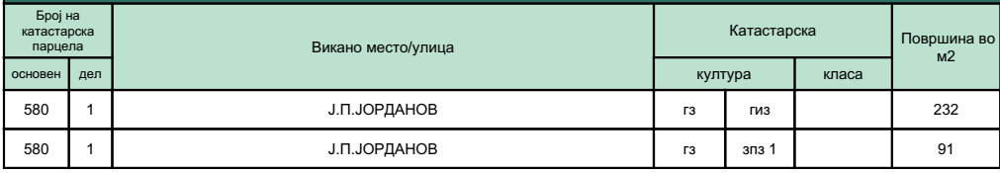 Број на
катастарска
парцела
Викано место/улица
Катастарска
Површина во
м2
основен дел
култура класа
580 1 Ј.П.ЈОРДАНОВ гз гиз 232
580 1 Ј.П.ЈОРДАНОВ гз зпз 1 91